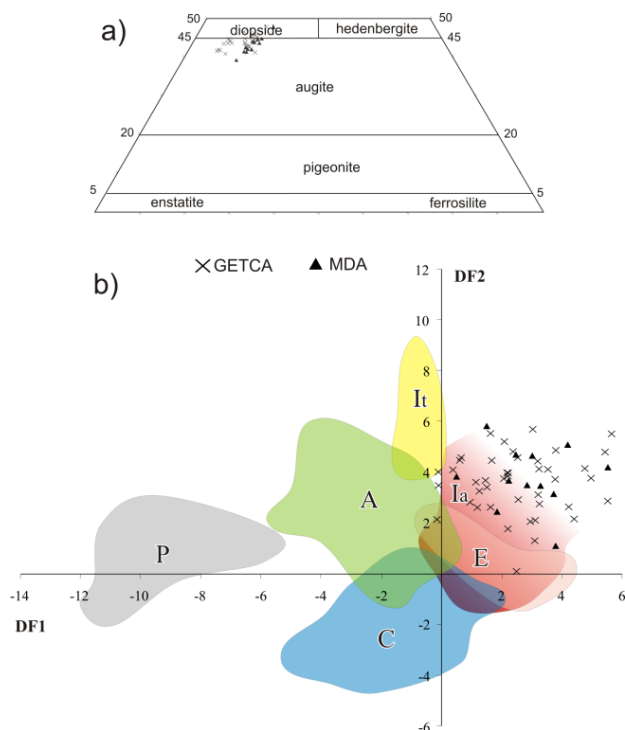 a)
50 50
diopside hedenbergite
45 45
augite
20 20
pigeonite
5 5
enstatite ferrosilite
b)
GETCA MDA
DF2
12
10
8
It
6
4
A Ia
2
P E
-14 -12 -10 -8 -6 -4 -2 0 2 4 6
DF1
-2
C
-4
-6